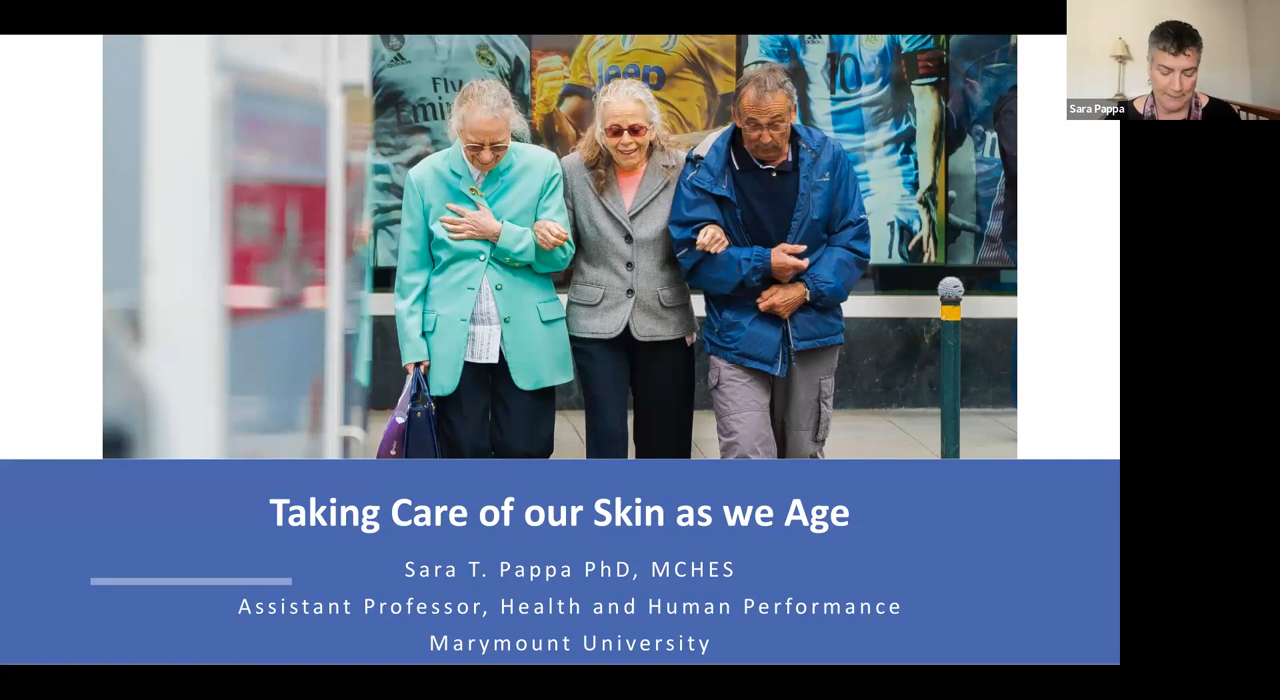 Fly
Emir
Jeep
10
Sara Pappa
Taking Care of our Skin as we Age
Sara T. Pappa PhD, MCHES
Assistant Professor, Health and Human Performance
Marymount University